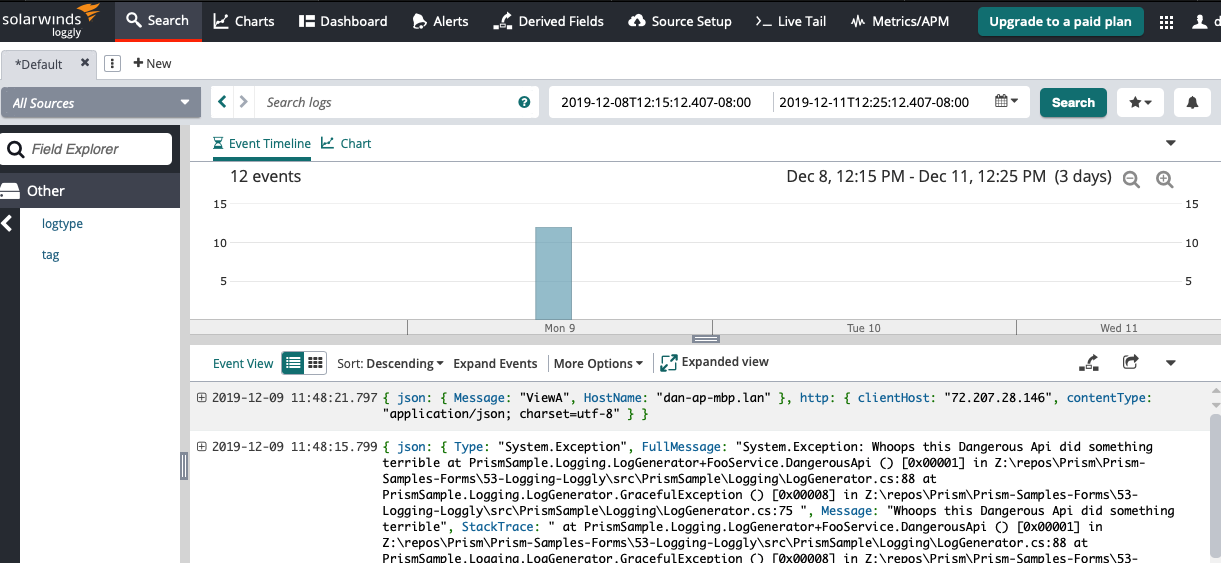 solarwinds
loggly
Search
Charts
Dashboard
Alerts
Derived Fields
Source Setup
Live Tail
Metrics/APM
Upgrade to a paid plan
d
*Default
+ New
All Sources
Search logs
2019-12-08T12:15:12.407-08:00
2019-12-11T12:25:12.407-08:00
Search
Field Explorer
Event Timeline
Chart
Other
12 events
Dec 8, 12:15 PM - Dec 11, 12:25 PM (3 days)
logtype
tag
15
15
10
10
5
5
Mon 9
Tue 10
Wed 11
Event View
Sort: Descending
Expand Events
More Options
Expanded view
2019-12-09 11:48:21.797 { json: { Message: "ViewA", HostName: "dan-ap-mbp.lan" }, http: { clientHost: "72.207.28.146", contentType:
"application/json; charset=utf-8" } }
2019-12-09 11:48:15.799 { json: { Type: "System.Exception", FullMessage: "System.Exception: Whoops this Dangerous Api did something
terrible at PrismSample.Logging.LogGenerator+FooService.DangerousApi () [0x00001] in Z:\repos\Prism\Prism-
Samples-Forms\53-Logging-Loggly\src\PrismSample\Logging\LogGenerator.cs:88 at
PrismSample.Logging.LogGenerator.GracefulException () [0x00008] in Z:\repos\Prism\Prism-Samples-Forms\53-
Logging-Loggly\src\PrismSample\Logging\LogGenerator.cs:75 ", Message: "Whoops this Dangerous Api did something
terrible", StackTrace: " at PrismSample.Logging.LogGenerator+FooService.DangerousApi () [0x00001] in
Z:\repos\Prism\Prism-Samples-Forms\53-Logging-Loggly\src\PrismSample\Logging\LogGenerator.cs:88 at
PrismSample.Logging.LogGenerator.GracefulException () [0x00008] in Z:\repos\Prism\Prism-Samples-Forms\53-